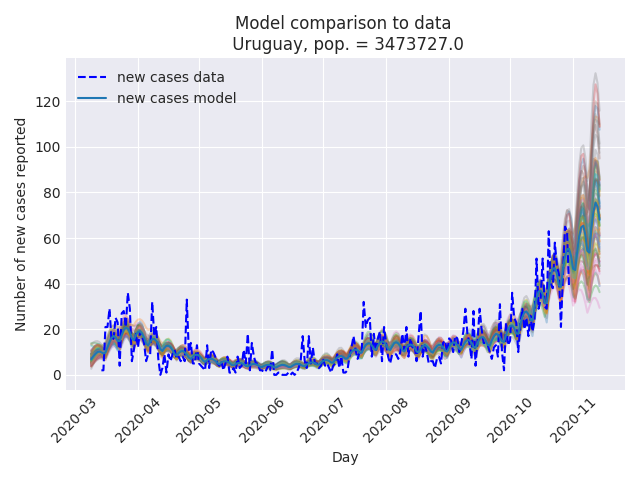 Model comparison to data
Uruguay, pop. = 3473727.0
new cases data
new cases model
Number of new cases reported
120
100
80
60
40
20
0
2020-03
2020-04
2020-05
2020-06
2020-07
2020-08
2020-09
2020-10
2020-11
Day